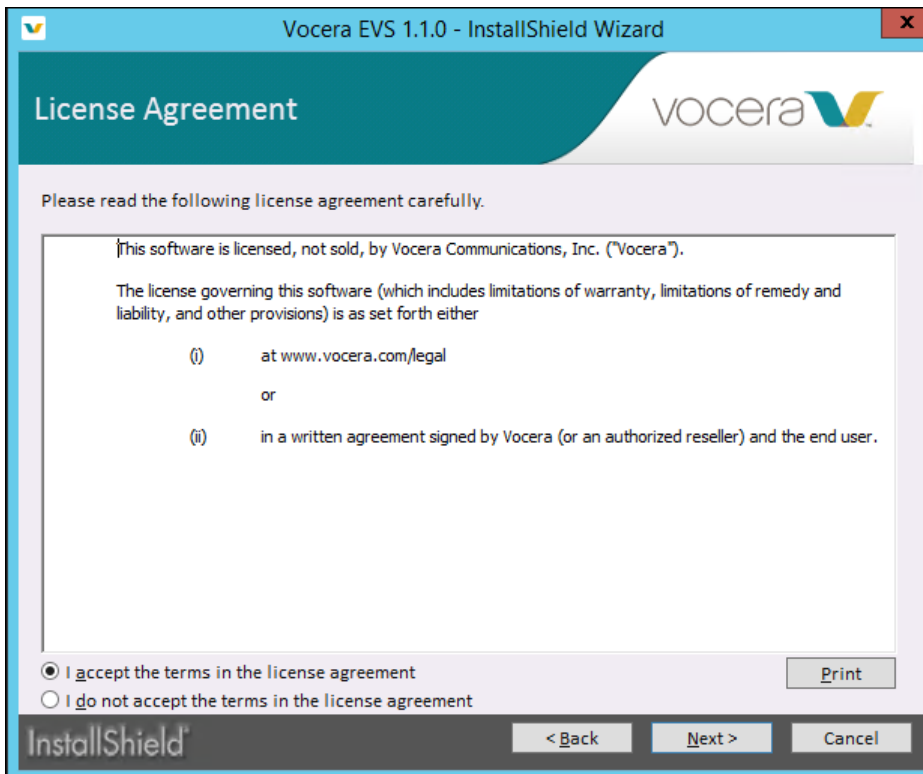 Vocera EVS 1.1.0 - InstallShield Wizard
x
License Agreement
vocera
Please read the following license agreement carefully.
This software is licensed, not sold, by Vocera Communications, Inc. ("Vocera").
The license governing this software (which includes limitations of warranty, limitations of remedy and
liability, and other provisions) is as set forth either
(i) at www.vocera.com/legal
or
(ii) in a written agreement signed by Vocera (or an authorized reseller) and the end user.
I accept the terms in the license agreement
Print
I do not accept the terms in the license agreement
InstallShield
< Back
Next >
Cancel